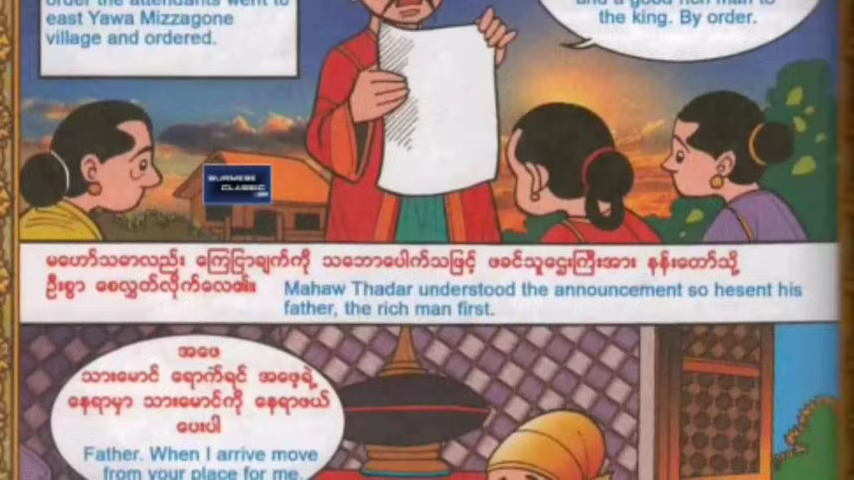 order the attendants went to
east Yawa Mizzagone
village and ordered.
and a good rich man to
the king. By order.
BURMESE
CLASSIC
.com
မဟော်သဓာလည်း ကြေငြာချက်ကို သဘောပေါက်သဖြင့် ဖခင်သူဌေးကြီးအား နန်းတော်သို့
ဦးစွာ စေလွှတ်လိုက်လေ၏။
Mahaw Thadar understood the announcement so hesent his
father, the rich man first.
အဖေ
သားမောင် ရောက်ရင် အဖေ့ရဲ့
နေရာမှာ သားမောင်ကို နေရာဖယ်
ပေးပါ
Father. When I arrive move
from your place for me.